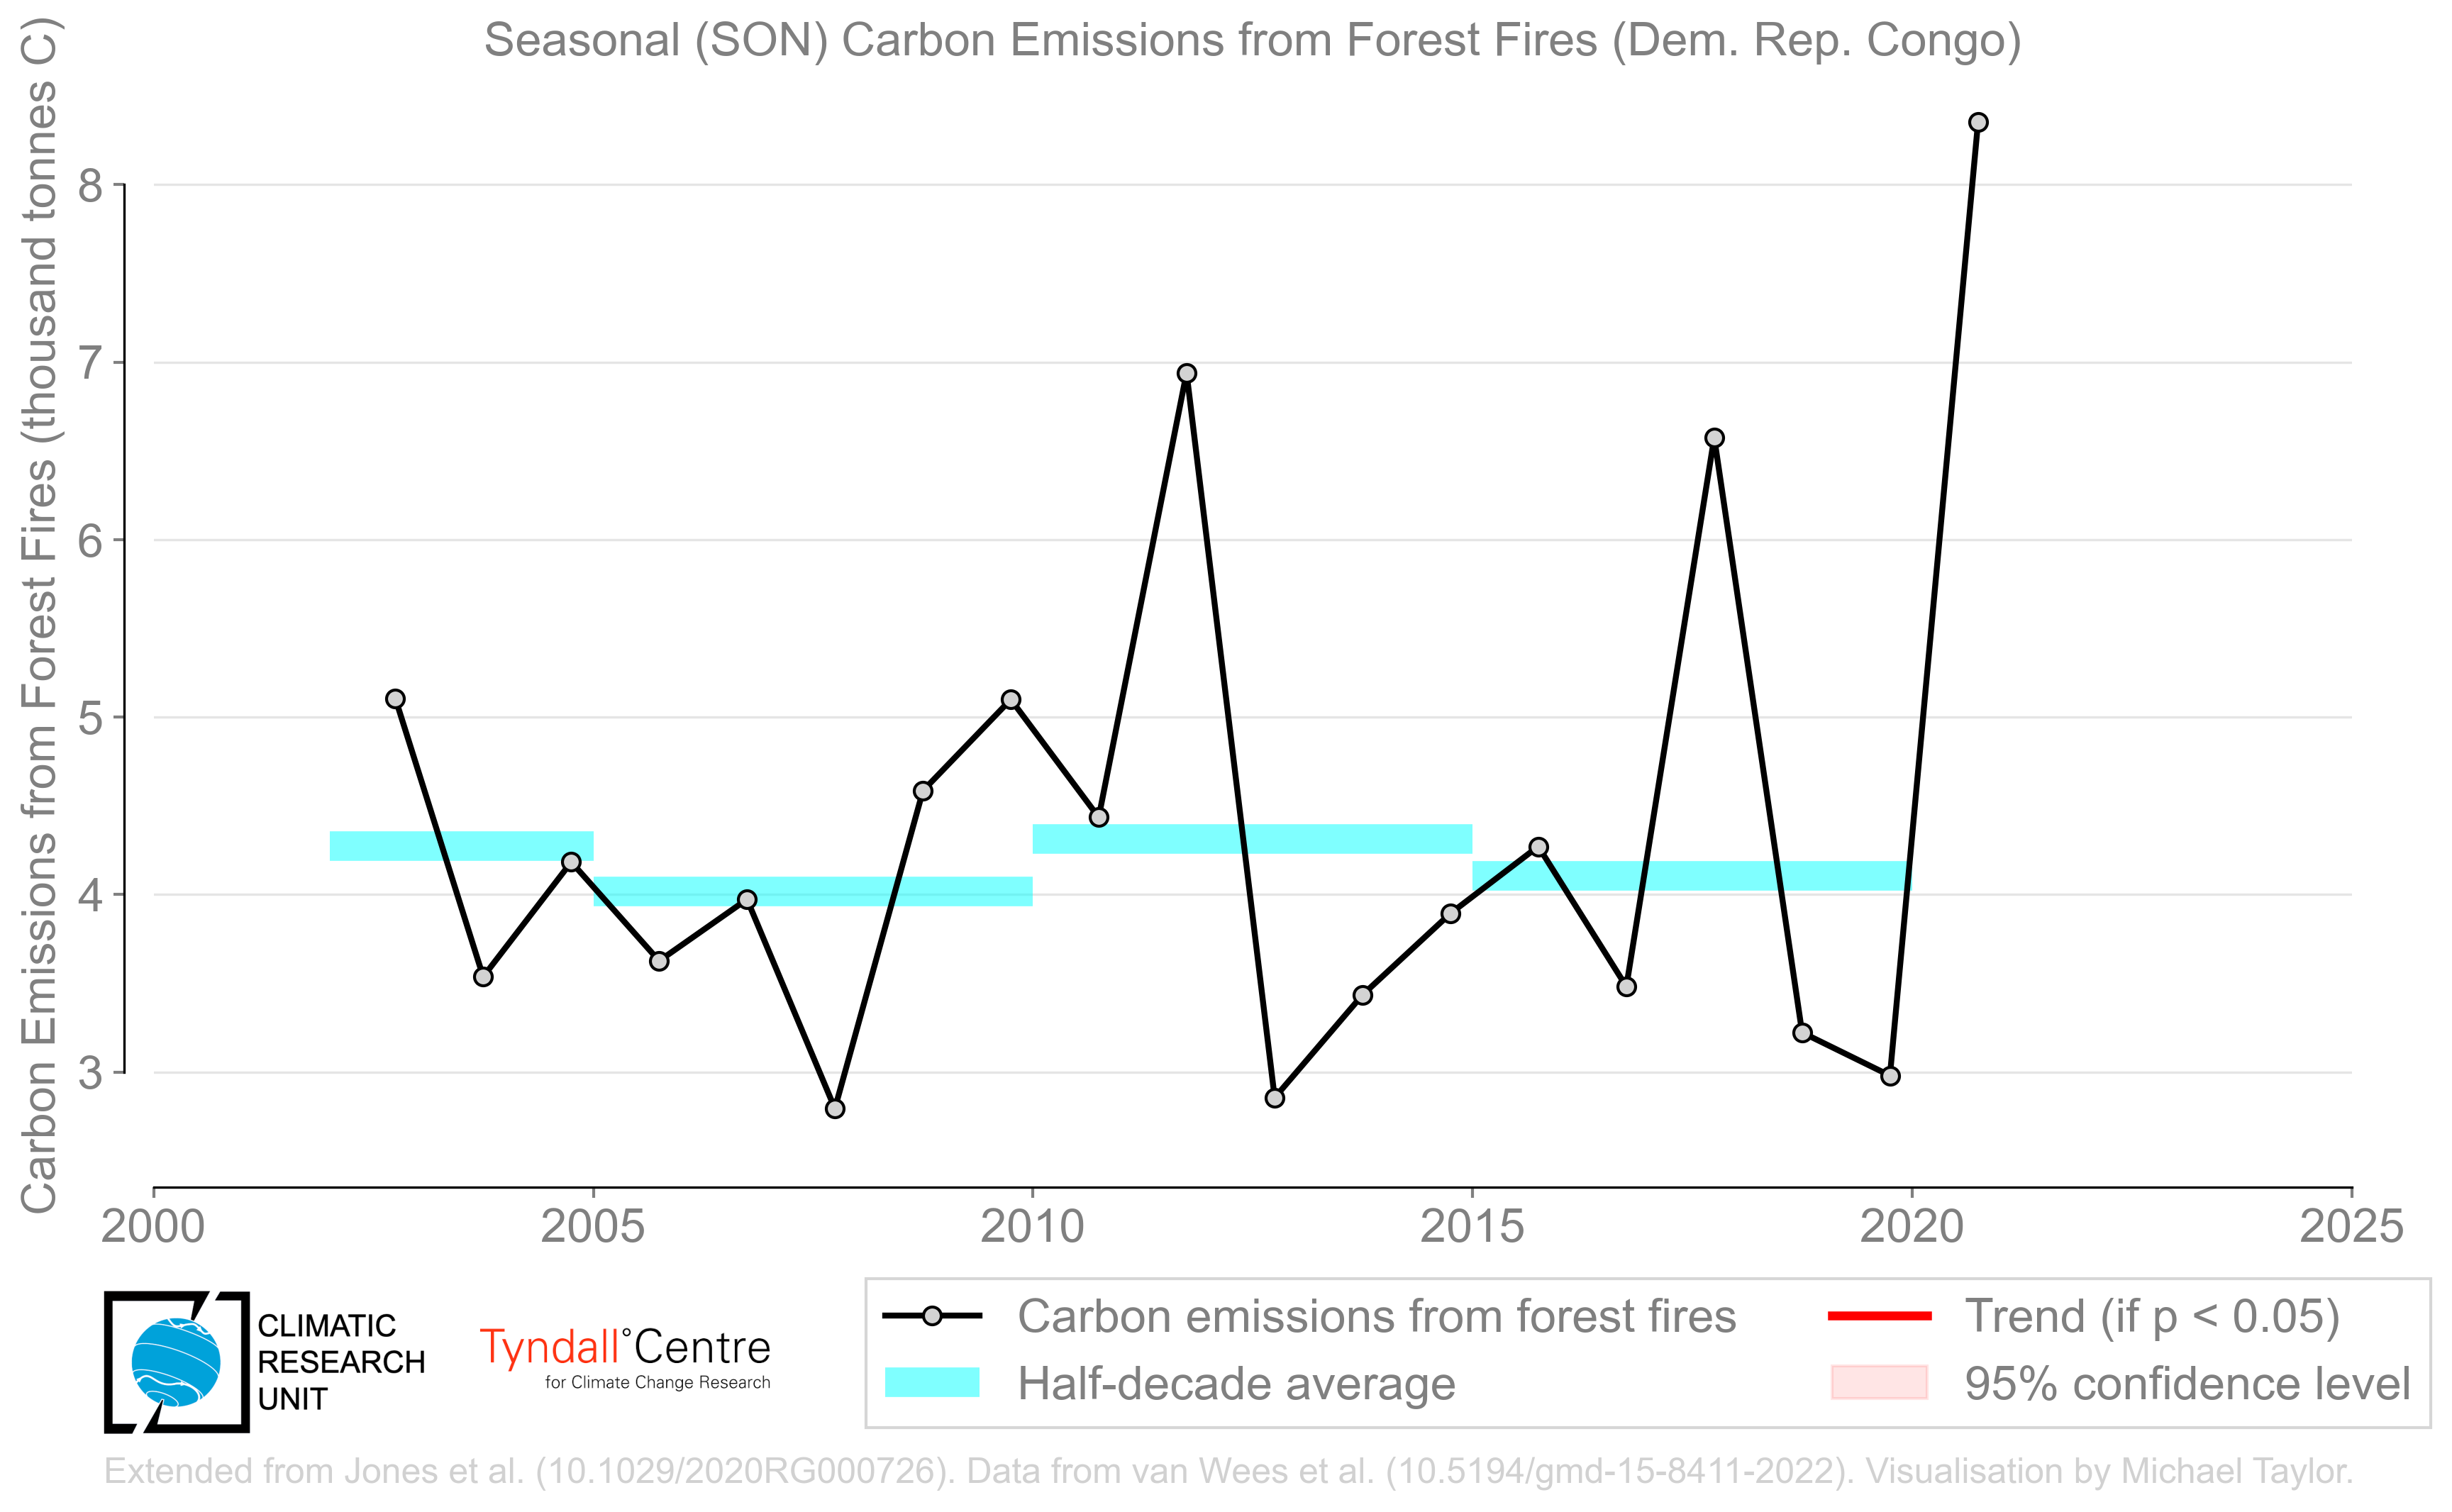 Seasonal (SON) Carbon Emissions from Forest Fires (Dem. Rep. Congo)
Carbon Emissions from Forest Fires (thousand tonnes C)
8
7
6
5
4
3
2000 2005 2010 2015 2020 2025
CLIMATIC
RESEARCH
UNIT
Tyndall°Centre
for Climate Change Research
Carbon emissions from forest fires
Half-decade average
Trend (if p < 0.05)
95% confidence level
Extended from Jones et al. (10.1029/2020RG000726). Data from van Wees et al. (10.5194/gmd-15-8411-2022). Visualisation by Michael Taylor.